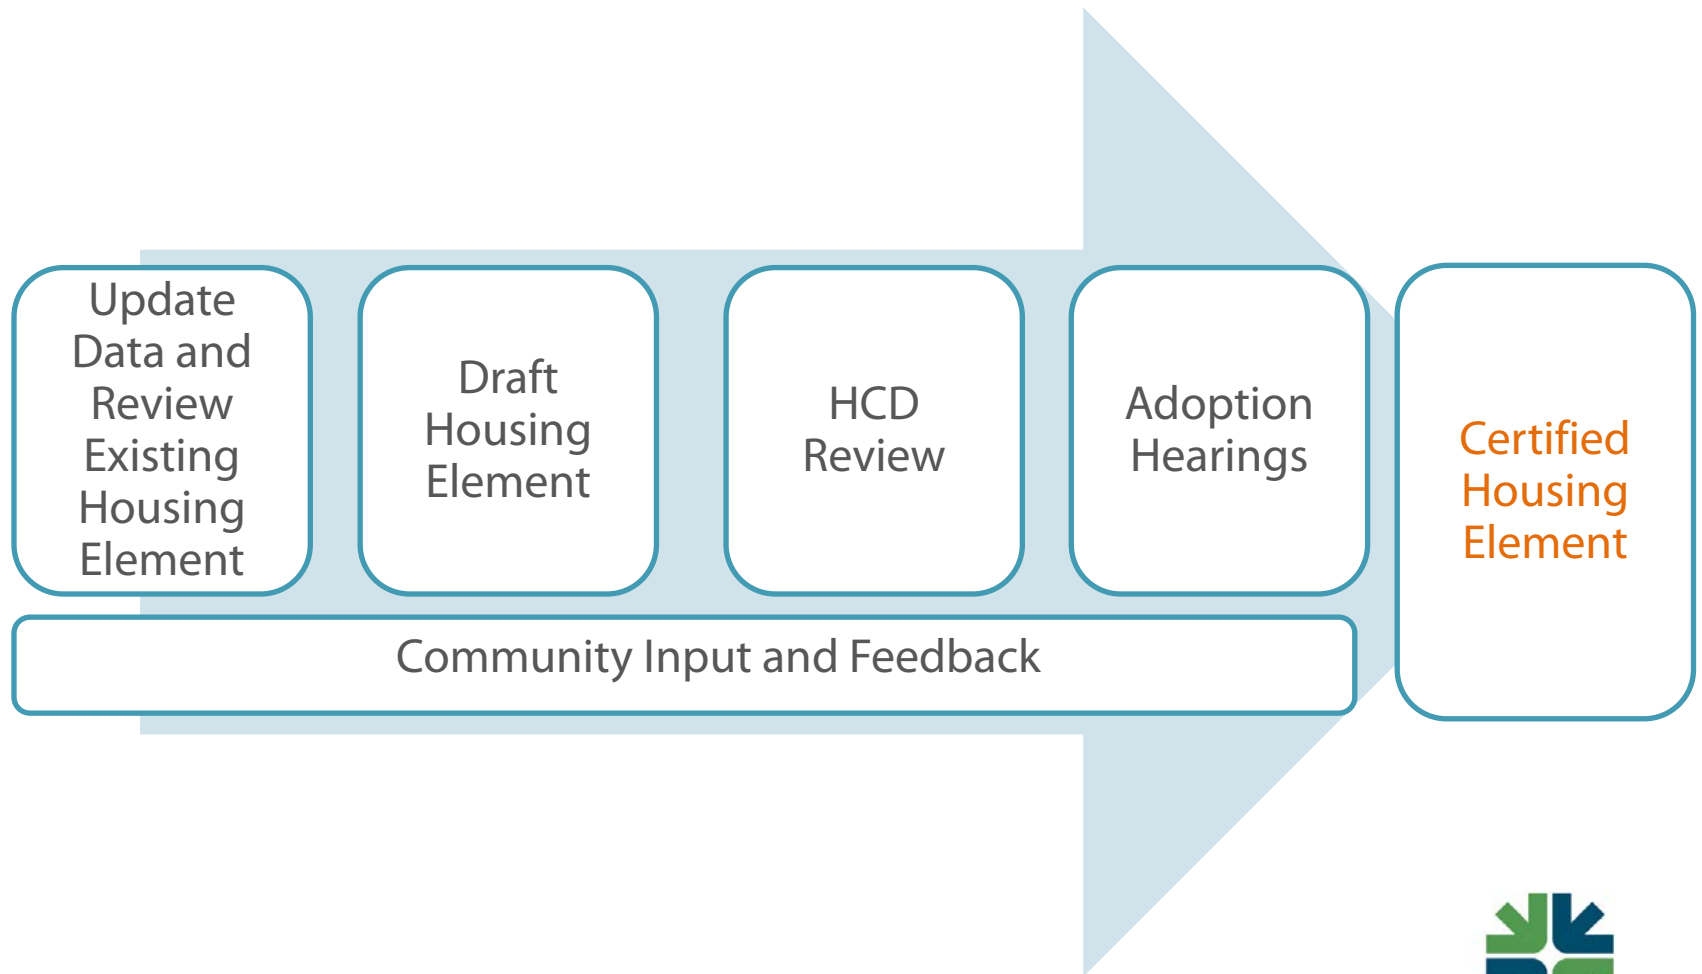 Update
Data and
Review
Existing
Housing
Element
Draft
Housing
Element
HCD
Review
Adoption
Hearings
Certified
Housing
Element
Community Input and Feedback